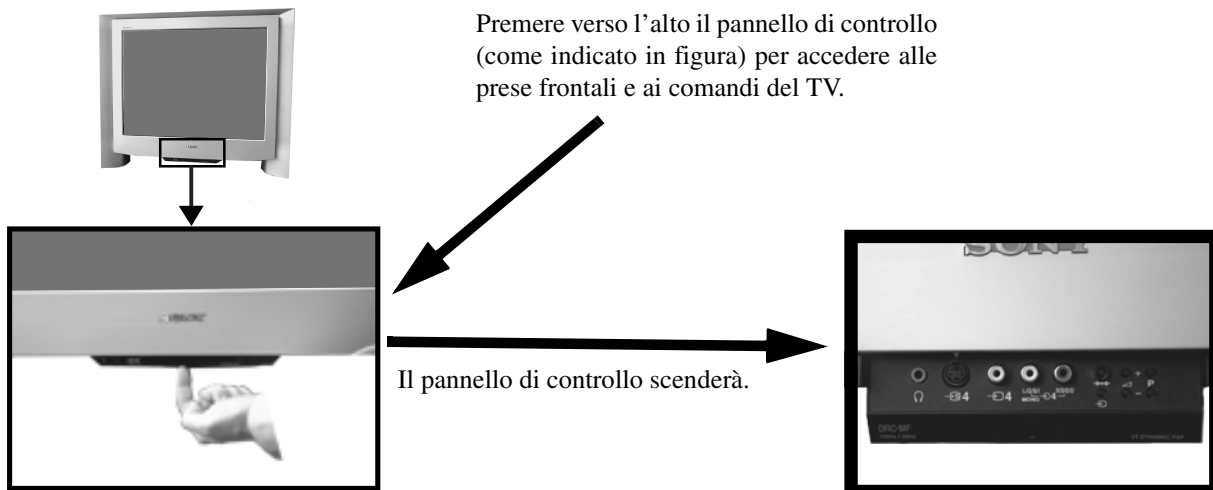 Premere verso l'alto il pannello di controllo
(come indicato in figura) per accedere alle
prese frontali e ai comandi del TV.
Il pannello di controllo scenderà.
SONY
4
4
L/G/S/I
MONO
4
R/D/D/D
P
+
-
DRC-MF